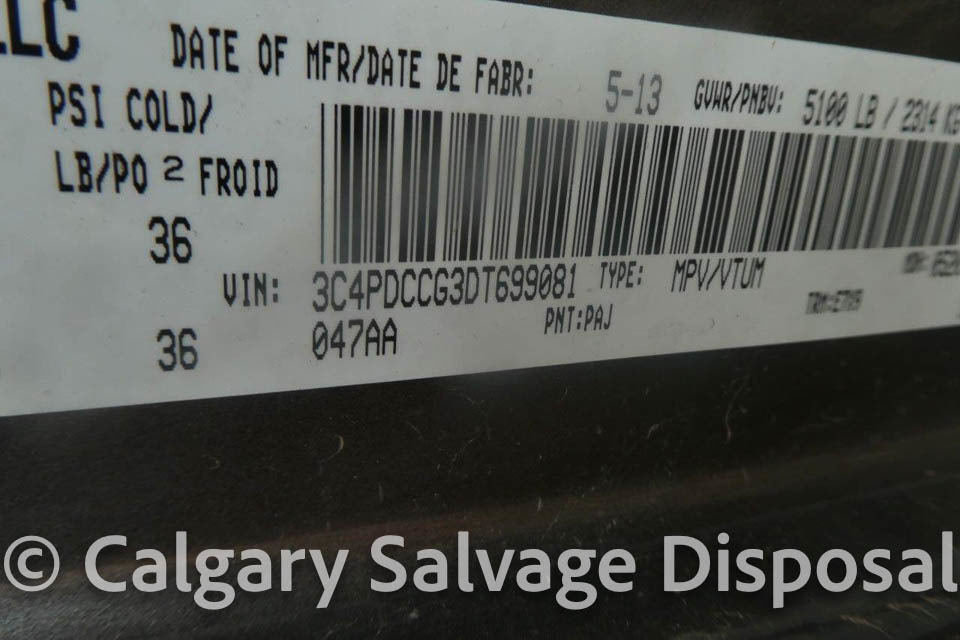 LLC
DATE OF MFR/DATE DE FABR: 5-13 GVWR/PNBV: 5100 LB / 2314 KG
PSI COLD/
LB/PO 2 FROID
36
VIN: 3C4PDCCG3DT699081 TYPE: MPV/VTUM
36 047AA PNT:PAJ
© Calgary Salvage Disposal